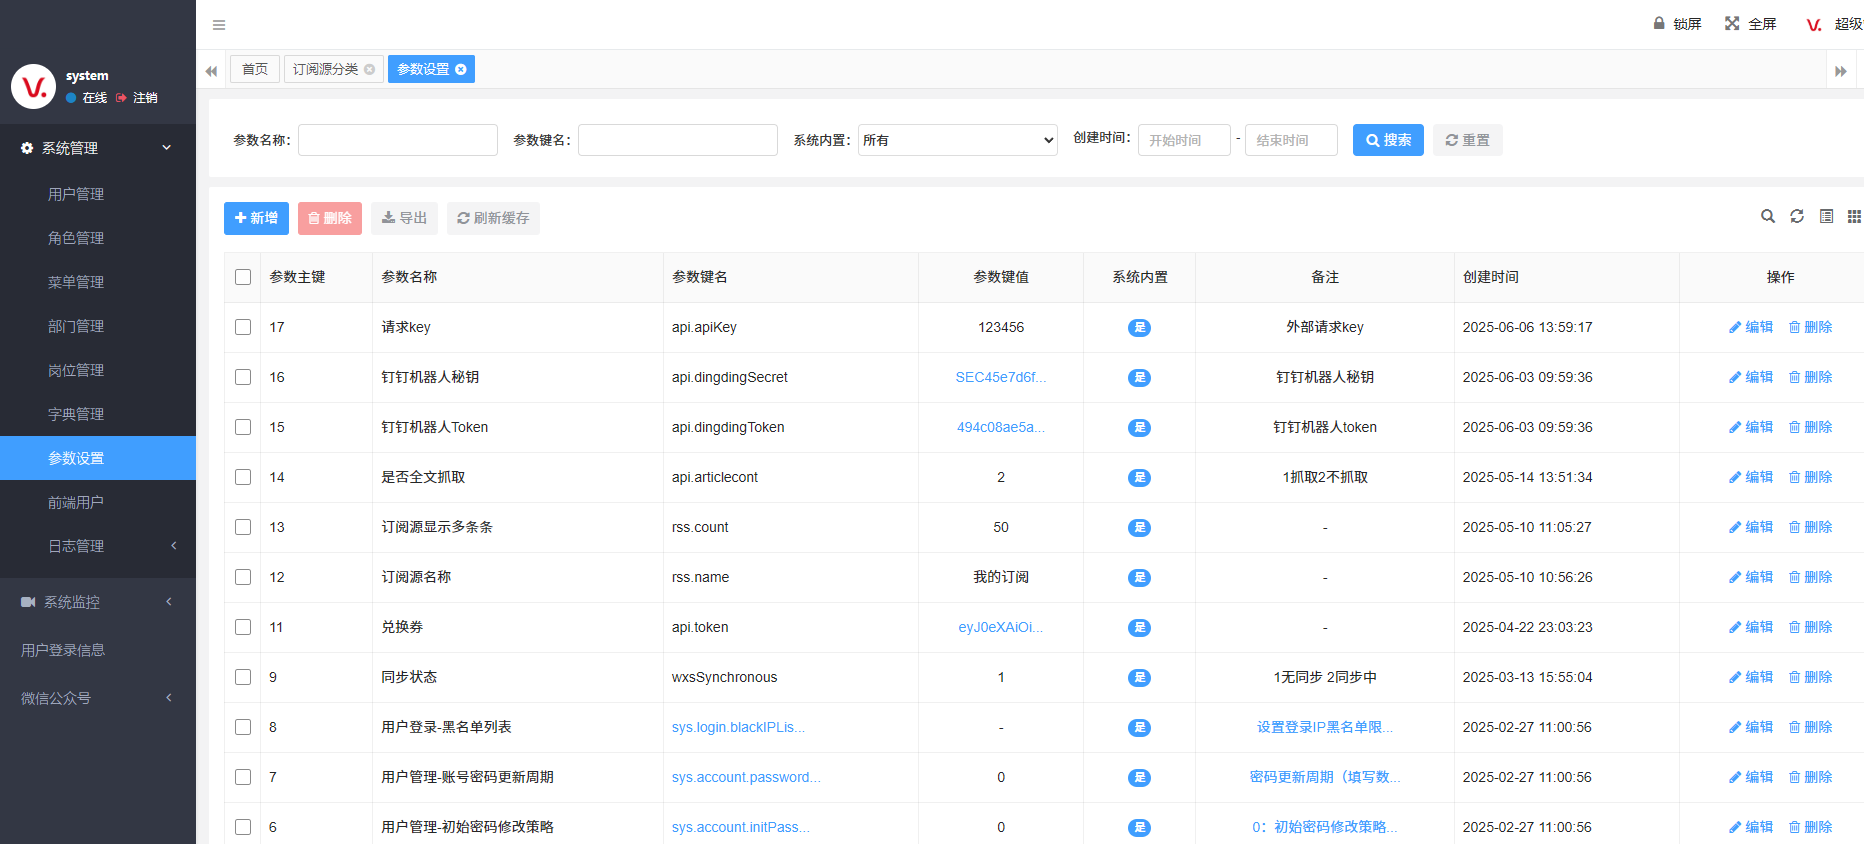 system
在线 注销
系统管理
用户管理
角色管理
菜单管理
部门管理
岗位管理
字典管理
参数设置
前端用户
日志管理
系统监控
用户登录信息
微信公众号
锁屏 全屏 超级
首页 订阅源分类 参数设置
参数名称： 参数键名： 系统内置： 所有 创建时间： 开始时间 - 结束时间 搜索 重置
新增 删除 导出 刷新缓存
参数主键 参数名称 参数键名 参数键值 系统内置 备注 创建时间 操作
17 请求key api.apiKey 123456 是 外部请求key 2025-06-06 13:59:17 编辑 删除
16 钉钉机器人秘钥 api.dingdingSecret SEC45e7d6f... 是 钉钉机器人秘钥 2025-06-03 09:59:36 编辑 删除
15 钉钉机器人Token api.dingdingToken 494c08ae5a... 是 钉钉机器人token 2025-06-03 09:59:36 编辑 删除
14 是否全文抓取 api.articlecont 2 是 1抓取2不抓取 2025-05-14 13:51:34 编辑 删除
13 订阅源显示多条条 rss.count 50 是 - 2025-05-10 11:05:27 编辑 删除
12 订阅源名称 rss.name 我的订阅 是 - 2025-05-10 10:56:26 编辑 删除
11 兑换券 api.token eyJ0eXAiOi... 是 - 2025-04-22 23:03:23 编辑 删除
9 同步状态 wxsSynchronous 1 是 1无同步 2同步中 2025-03-13 15:55:04 编辑 删除
8 用户登录-黑名单列表 sys.login.blackIPLis... - 是 设置登录IP黑名单限... 2025-02-27 11:00:56 编辑 删除
7 用户管理-账号密码更新周期 sys.account.password... 0 是 密码更新周期（填写数... 2025-02-27 11:00:56 编辑 删除
6 用户管理-初始密码修改策略 sys.account.initPass... 0 是 0：初始密码修改策略... 2025-02-27 11:00:56 编辑 删除